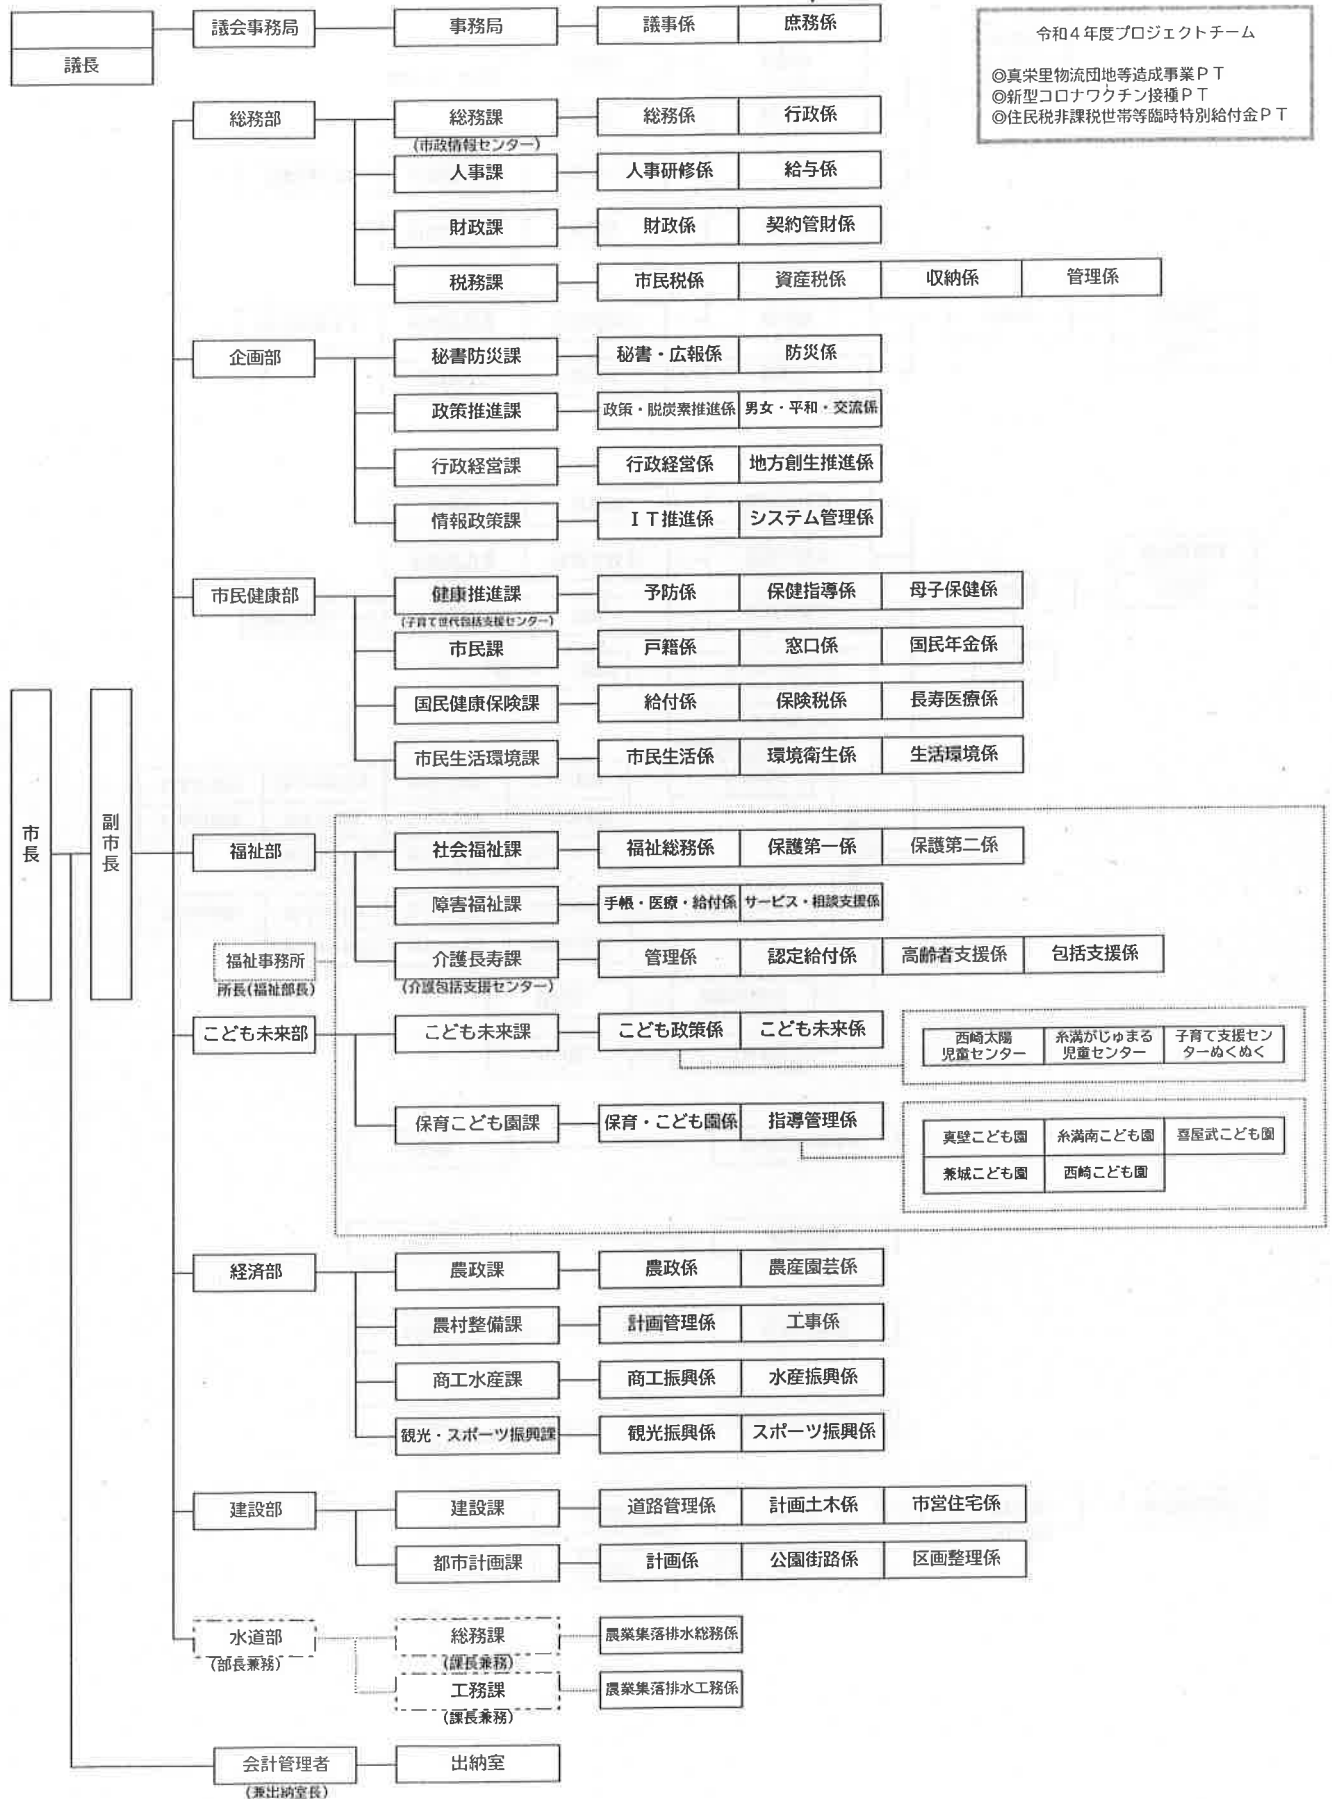 議長
議会事務局
事務局
議事係
庶務係
令和４年度プロジェクトチーム
◎真栄里物流団地等造成事業ＰＴ
◎新型コロナワクチン接種ＰＴ
◎住民税非課税世帯等臨時特別給付金ＰＴ
市長
副市長
総務部
総務課
(市政情報センター)
総務係
行政係
人事課
人事研修係
給与係
財政課
財政係
契約管財係
税務課
市民税係
資産税係
収納係
管理係
企画部
秘書防災課
秘書・広報係
防災係
政策推進課
政策・脱炭素推進係
男女・平和・交流係
行政経営課
行政経営係
地方創生推進係
情報政策課
ＩＴ推進係
システム管理係
市民健康部
健康推進課
(子育て世代包括支援センター)
予防係
保健指導係
母子保健係
市民課
戸籍係
窓口係
国民年金係
国民健康保険課
給付係
保険税係
長寿医療係
市民生活環境課
市民生活係
環境衛生係
生活環境係
福祉部
社会福祉課
福祉総務係
保護第一係
保護第二係
障害福祉課
手帳・医療・給付係
サービス・相談支援係
福祉事務所
所長(福祉部長)
介護長寿課
(介護包括支援センター)
管理係
認定給付係
高齢者支援係
包括支援係
こども未来部
こども未来課
こども政策係
こども未来係
西崎太陽
児童センター
糸満がじゅまる
児童センター
子育て支援セン
ターぬくぬく
保育こども園課
保育・こども園係
指導管理係
真壁こども園
糸満南こども園
喜屋武こども園
兼城こども園
西崎こども園
経済部
農政課
農政係
農産園芸係
農村整備課
計画管理係
工事係
商工水産課
商工振興係
水産振興係
観光・スポーツ振興課
観光振興係
スポーツ振興係
建設部
建設課
道路管理係
計画土木係
市営住宅係
都市計画課
計画係
公園街路係
区画整理係
水道部
(部長兼務)
総務課
(課長兼務)
農業集落排水総務係
工務課
(課長兼務)
農業集落排水工務係
会計管理者
(兼出納室長)
出納室